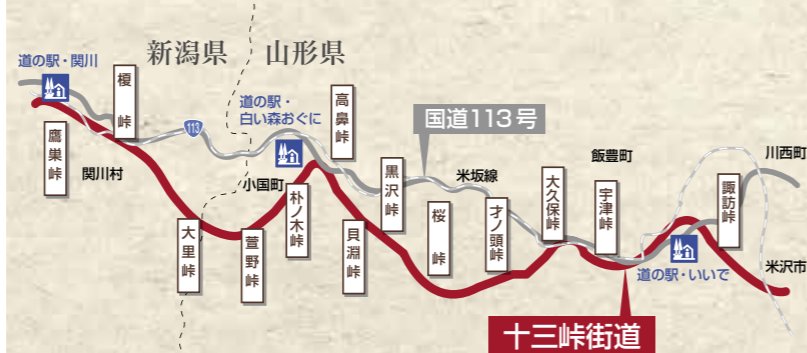 新潟県
山形県
道の駅・関川
榎峠
113
道の駅・
白い森おぐに
高鼻峠
国道113号
鷹巣峠
関川村
小国町
朴ノ木峠
黒沢峠
米坂線
飯豊町
川西町
大久保峠
宇津峠
諏訪峠
大里峠
萱野峠
貝淵峠
桜峠
才ノ頭峠
道の駅・いいで
米沢市
十三峠街道